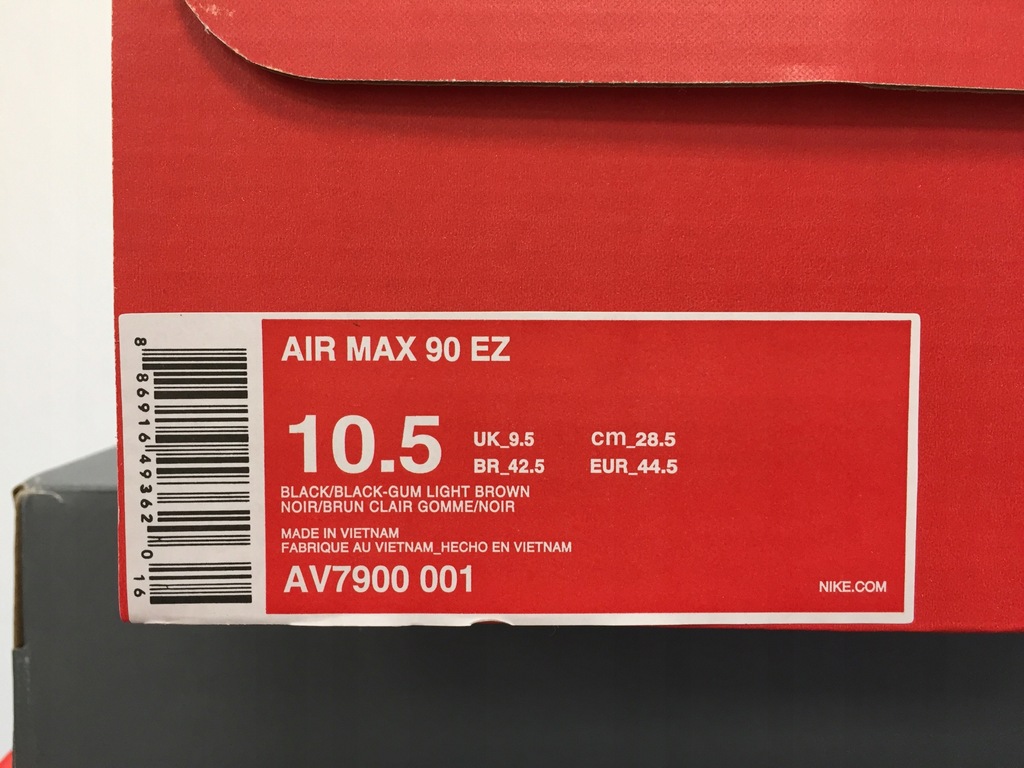 AIR MAX 90 EZ
10.5
UK_9.5 cm_28.5
BR_42.5 EUR_44.5
BLACK/BLACK-GUM LIGHT BROWN
NOIR/BRUN CLAIR GOMME/NOIR
MADE IN VIETNAM
FABRIQUE AU VIETNAM_HECHO EN VIETNAM
AV7900 001
NIKE.COM
8 86916 49362 0 16